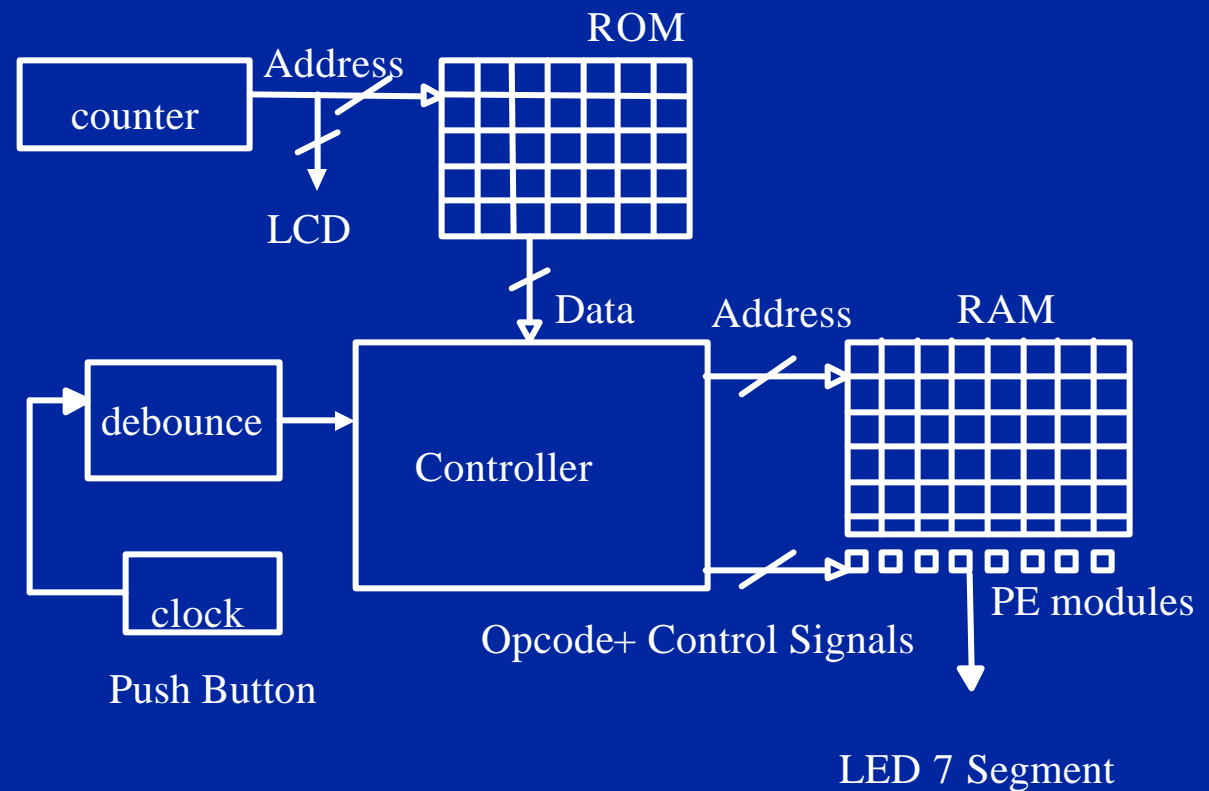 ROM
Address
counter
LCD
Data
Address
RAM
debounce
Controller
clock
PE modules
Opcode+ Control Signals
Push Button
LED 7 Segment